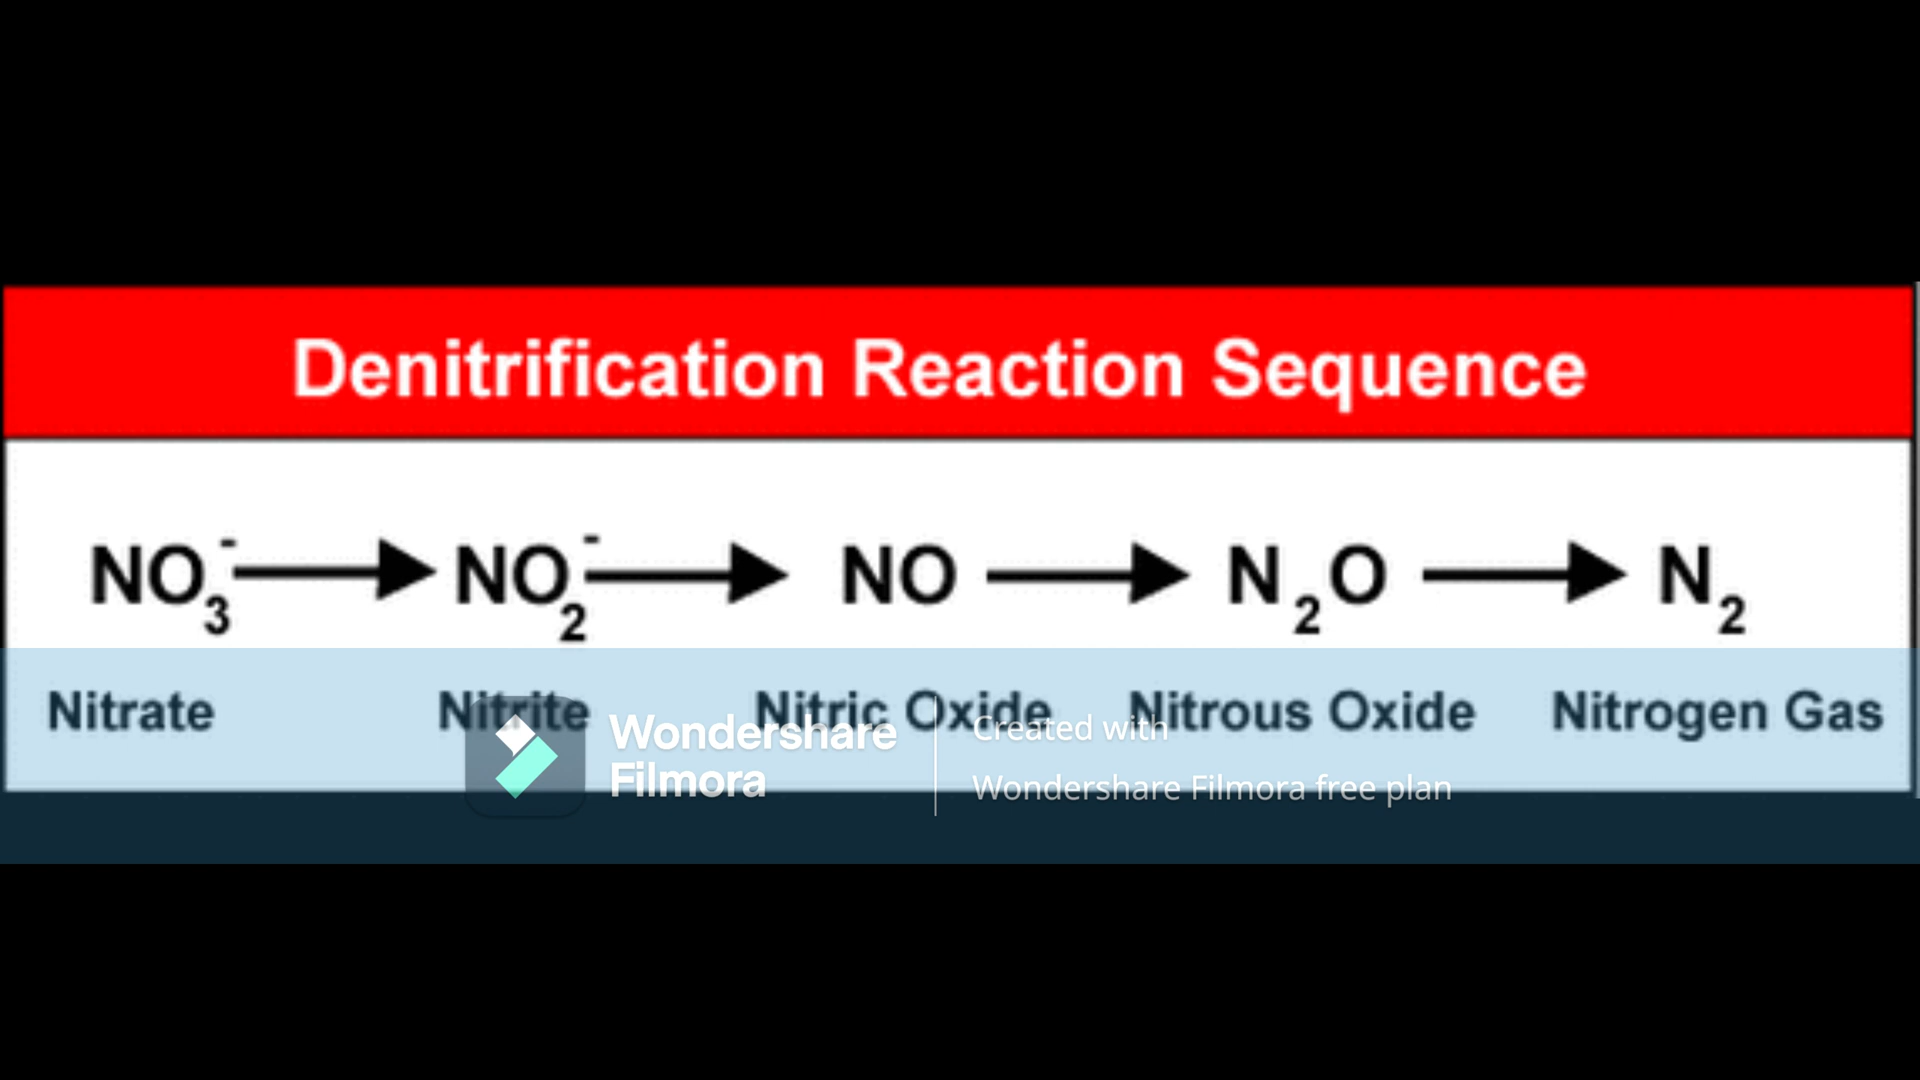 Denitrification Reaction Sequence
NO₃⁻ → NO₂⁻ → NO → N₂O → N₂
Nitrate Nitrite Nitric Oxide Nitrous Oxide Nitrogen Gas
Wondershare
Filmora
Created with
Wondershare Filmora free plan